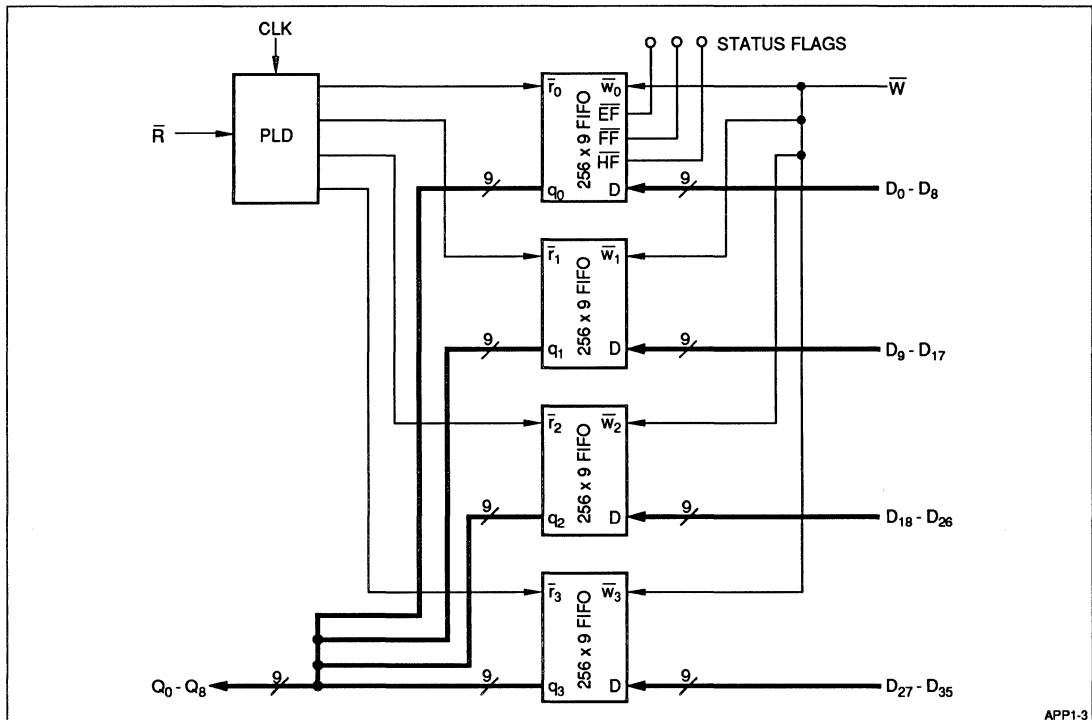 CLK
STATUS FLAGS
R̅
PLD
r̅₀
w̅₀
W̅
E̅F̅
F̅F̅
H̅F̅
256 x 9 FIFO
9
q₀
D
9
D₀ - D₈
r̅₁
w̅₁
256 x 9 FIFO
9
q₁
D
9
D₉ - D₁₇
r̅₂
w̅₂
256 x 9 FIFO
9
q₂
D
9
D₁₈ - D₂₆
r̅₃
w̅₃
256 x 9 FIFO
Q₀ - Q₈
9
9
q₃
D
9
D₂₇ - D₃₅
APP1-3